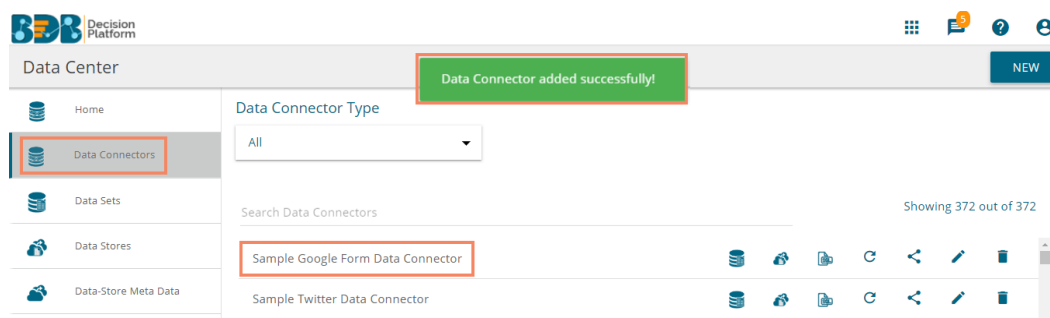 BDB Decision Platform
5
Data Center
Data Connector added successfully!
NEW
Home
Data Connectors
Data Sets
Data Stores
Data-Store Meta Data
Data Connector Type
All
Search Data Connectors
Showing 372 out of 372
Sample Google Form Data Connector
Sample Twitter Data Connector